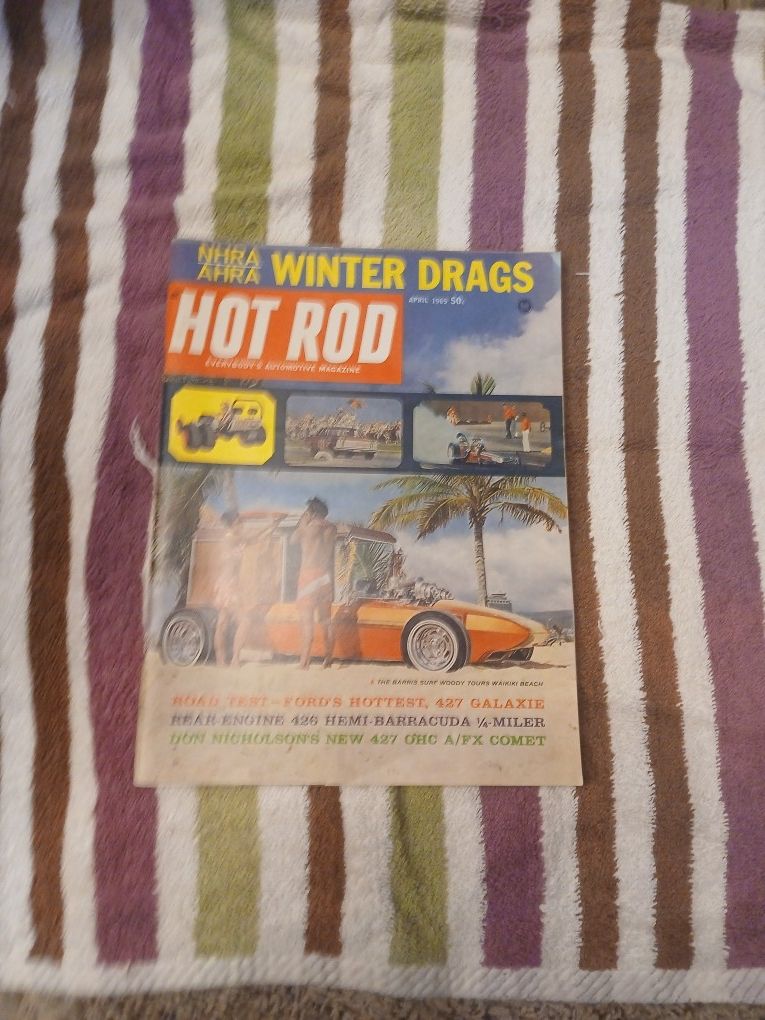 NHRA
AHRA
WINTER DRAGS
APRIL 1965 50¢
HOT ROD
EVERYBODY'S AUTOMOTIVE MAGAZINE
THE BARRIS SURF WOODY TOURS WAIKIKI BEACH
ROAD TEST—FORD'S HOTTEST, 427 GALAXIE
REAR-ENGINE 426 HEMI-BARRACUDA ¼-MILER
DON NICHOLSON'S NEW 427 OHC A/FX COMET